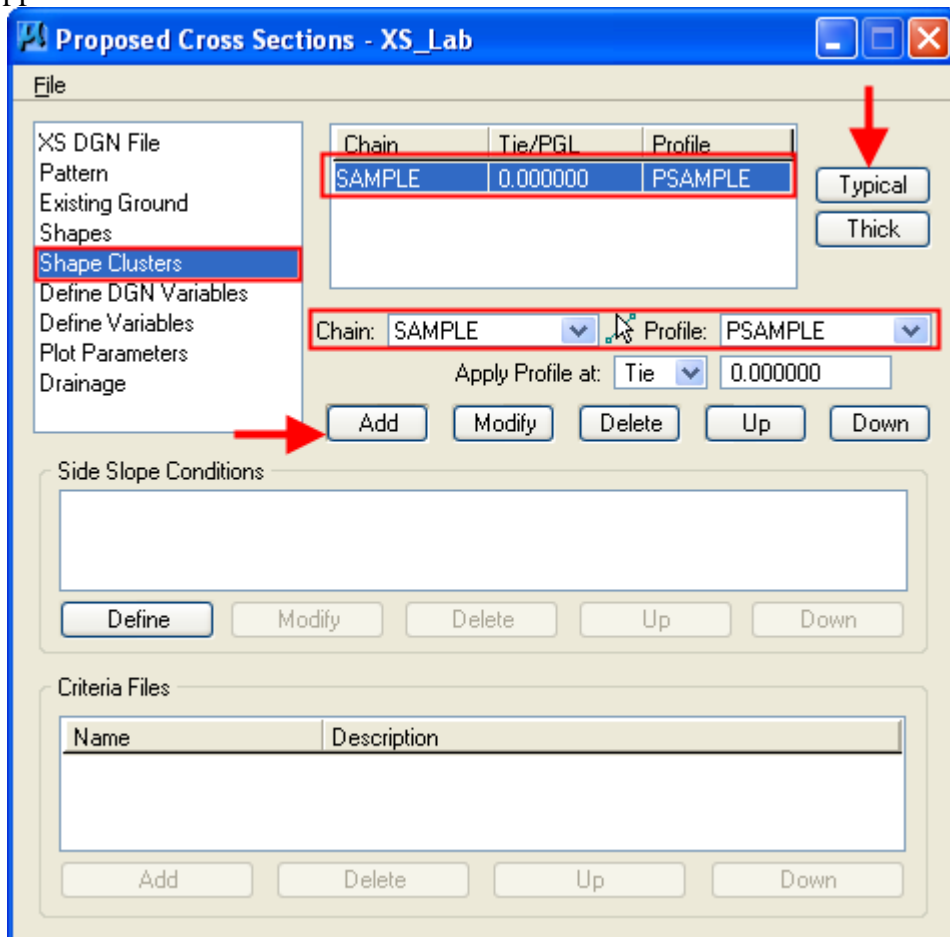 pp
Proposed Cross Sections - XS_Lab
File
XS DGN File
Pattern
Existing Ground
Shapes
Shape Clusters
Define DGN Variables
Define Variables
Plot Parameters
Drainage
Chain Tie/PGL Profile
SAMPLE 0.000000 PSAMPLE
Typical
Thick
Chain: SAMPLE Profile: PSAMPLE
Apply Profile at: Tie 0.000000
Add Modify Delete Up Down
Side Slope Conditions
Define Modify Delete Up Down
Criteria Files
Name Description
Add Delete Up Down